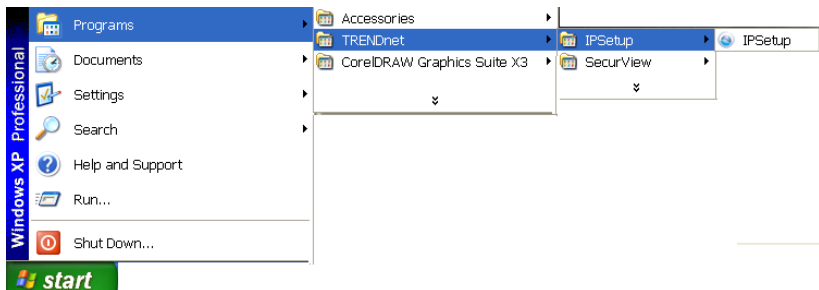 Programs
Documents
Settings
Search
Help and Support
Run...
Shut Down...
Windows XP Professional
start
Accessories
TRENDnet
CorelDRAW Graphics Suite X3
IPSetup
SecurView
IPSetup